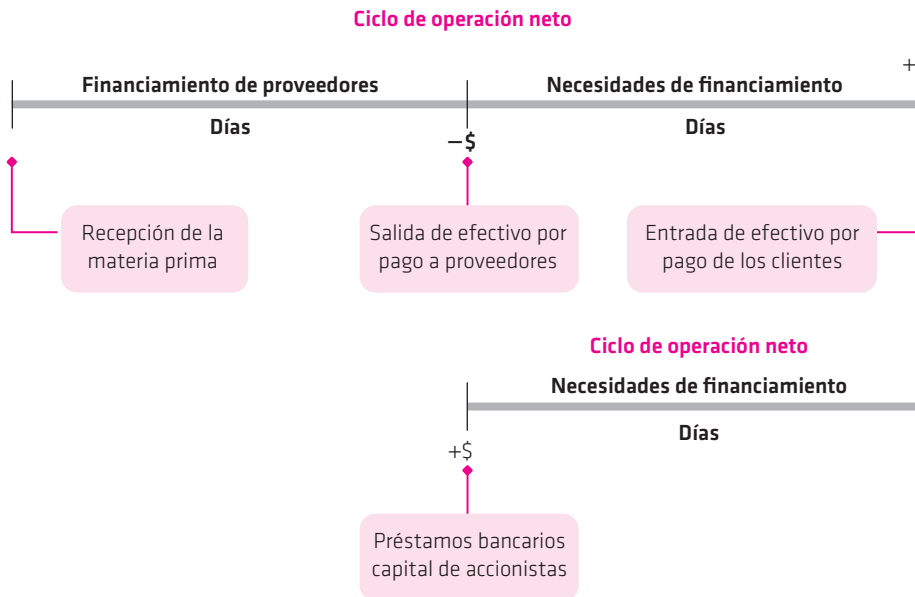 Ciclo de operación neto
+
Financiamiento de proveedores
Necesidades de financiamiento
Días
Días
−$
Recepción de la
materia prima
Salida de efectivo por
pago a proveedores
Entrada de efectivo por
pago de los clientes
Ciclo de operación neto
Necesidades de financiamiento
Días
+$
Préstamos bancarios
capital de accionistas